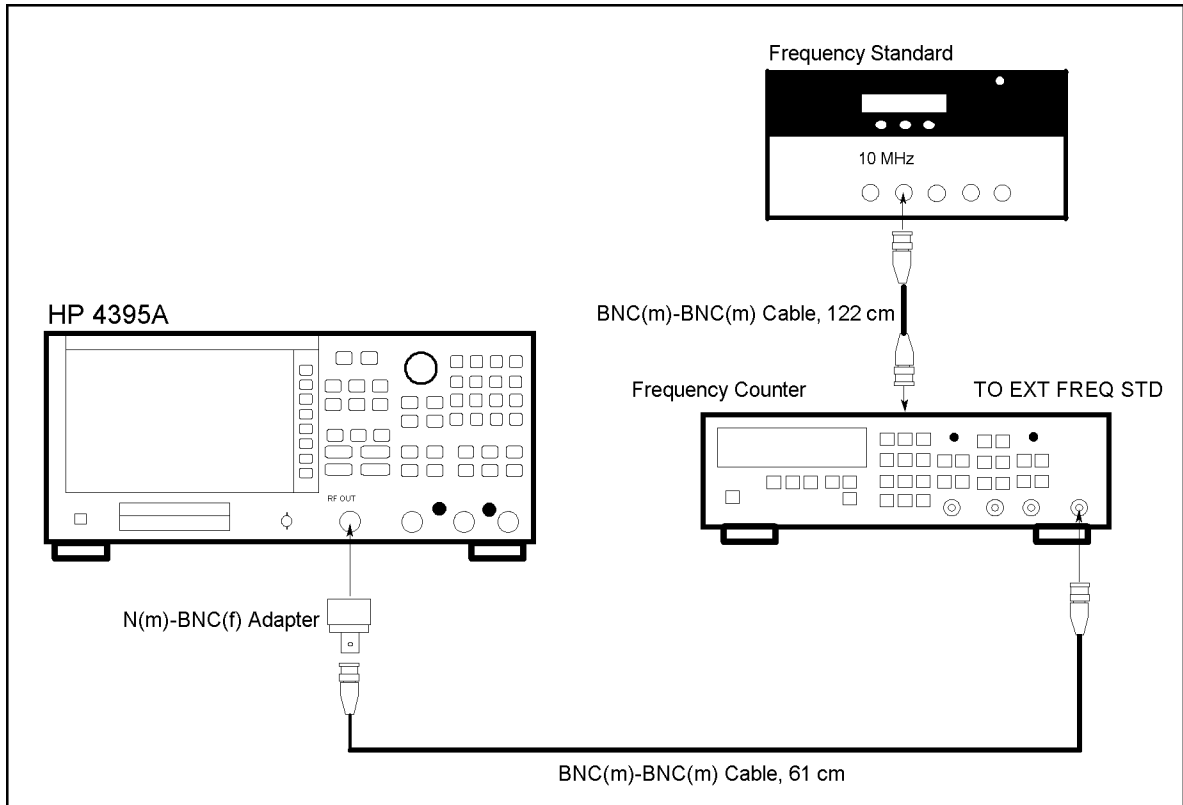 Frequency Standard
10 MHz
BNC(m)-BNC(m) Cable, 122 cm
HP 4395A
Frequency Counter
TO EXT FREQ STD
RF OUT
N(m)-BNC(f) Adapter
BNC(m)-BNC(m) Cable, 61 cm